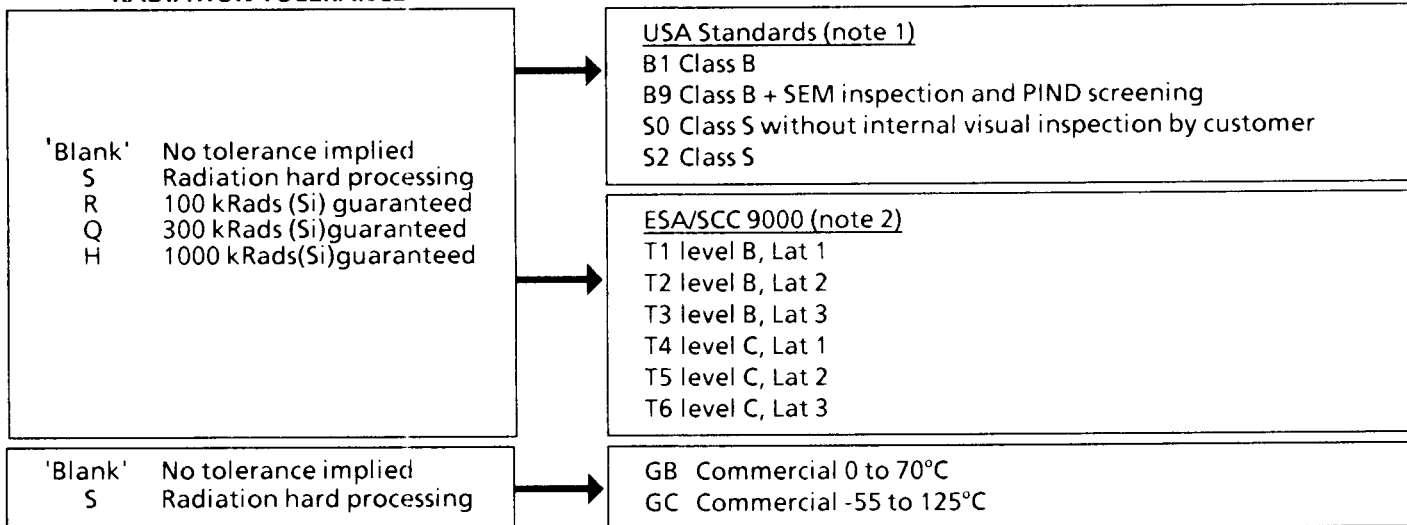 RADIATION TOLERANCE
'Blank' No tolerance implied
S Radiation hard processing
R 100 kRads (Si) guaranteed
Q 300 kRads (Si)guaranteed
H 1000 kRads(Si)guaranteed
USA Standards (note 1)
B1 Class B
B9 Class B + SEM inspection and PIND screening
S0 Class S without internal visual inspection by customer
S2 Class S
ESA/SCC 9000 (note 2)
T1 level B, Lat 1
T2 level B, Lat 2
T3 level B, Lat 3
T4 level C, Lat 1
T5 level C, Lat 2
T6 level C, Lat 3
'Blank' No tolerance implied
S Radiation hard processing
GB Commercial 0 to 70°C
GC Commercial -55 to 125°C